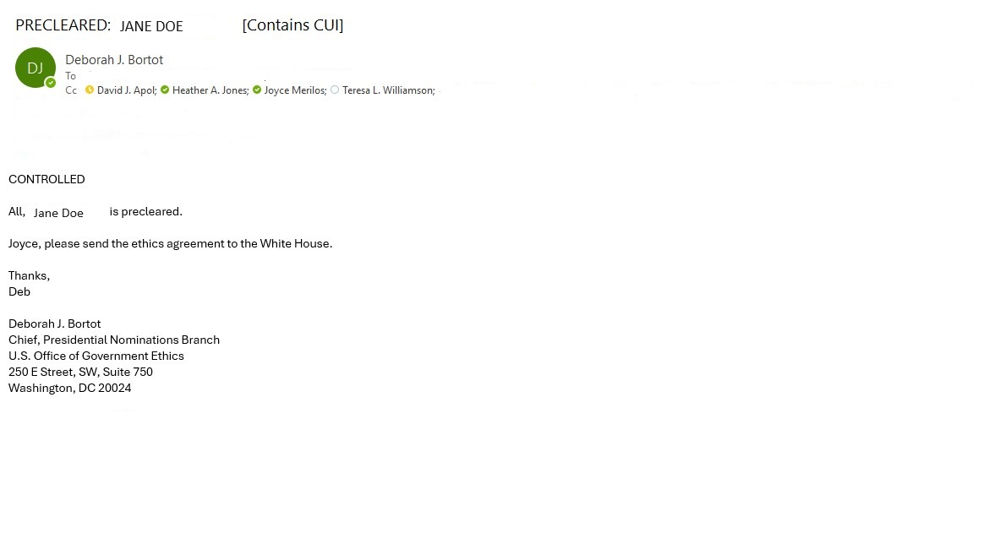 PRECLEARED: JANE DOE [Contains CUI]
DJ
Deborah J. Bortot
To
Cc David J. Apol; Heather A. Jones; Joyce Merilos; Teresa L. Williamson;
CONTROLLED
All, Jane Doe is precleared.
Joyce, please send the ethics agreement to the White House.
Thanks,
Deb
Deborah J. Bortot
Chief, Presidential Nominations Branch
U.S. Office of Government Ethics
250 E Street, SW, Suite 750
Washington, DC 20024